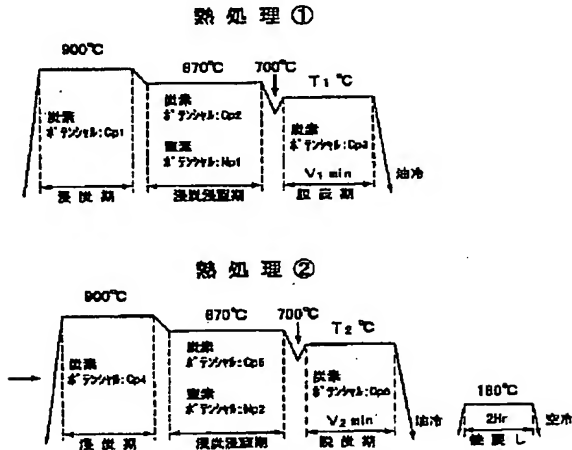 熱処理①
900℃
870℃
700℃
T₁ ℃
炭素
ポテンシャル:Cp1
炭素
ポテンシャル:Cp2
窒素
ポテンシャル:Np1
炭素
ポテンシャル:Cp3
V₁ min
浸炭期
浸炭浸窒期
脱炭期
油冷
熱処理②
900℃
870℃
700℃
T₂ ℃
炭素
ポテンシャル:Cp4
炭素
ポテンシャル:Cp5
窒素
ポテンシャル:Np2
炭素
ポテンシャル:Cp6
V₂ min
浸炭期
浸炭浸窒期
脱炭期
油冷
180℃
2Hr
焼戻し
空冷